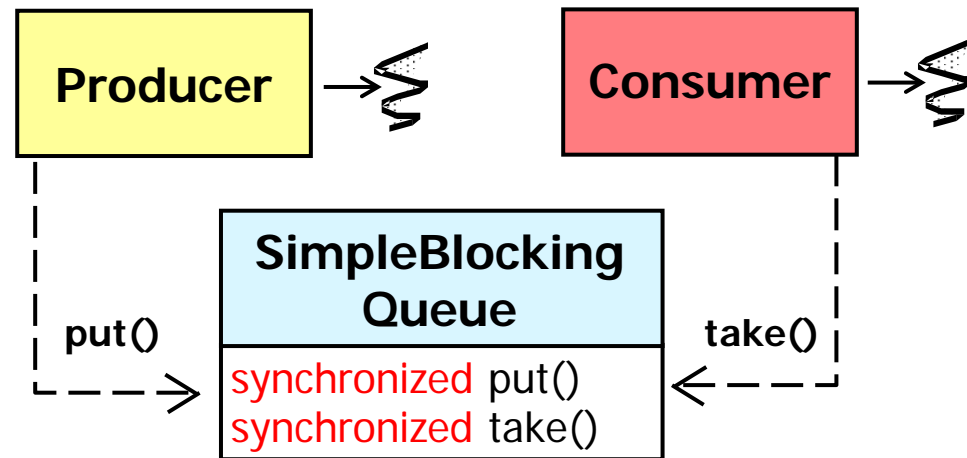 Producer
Consumer
SimpleBlocking
Queue
put()
take()
synchronized put()
synchronized take()